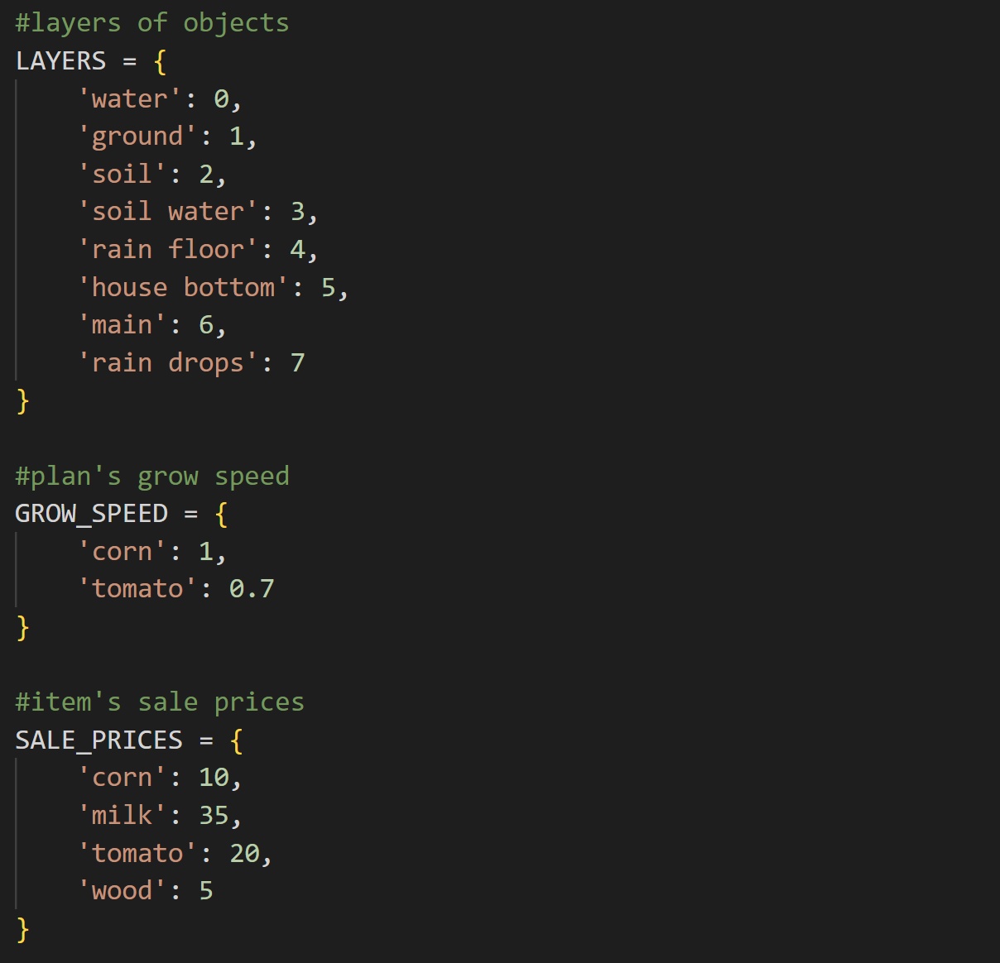 #layers of objects
LAYERS = {
    'water': 0,
    'ground': 1,
    'soil': 2,
    'soil water': 3,
    'rain floor': 4,
    'house bottom': 5,
    'main': 6,
    'rain drops': 7
}

#plan's grow speed
GROW_SPEED = {
    'corn': 1,
    'tomato': 0.7
}

#item's sale prices
SALE_PRICES = {
    'corn': 10,
    'milk': 35,
    'tomato': 20,
    'wood': 5
}